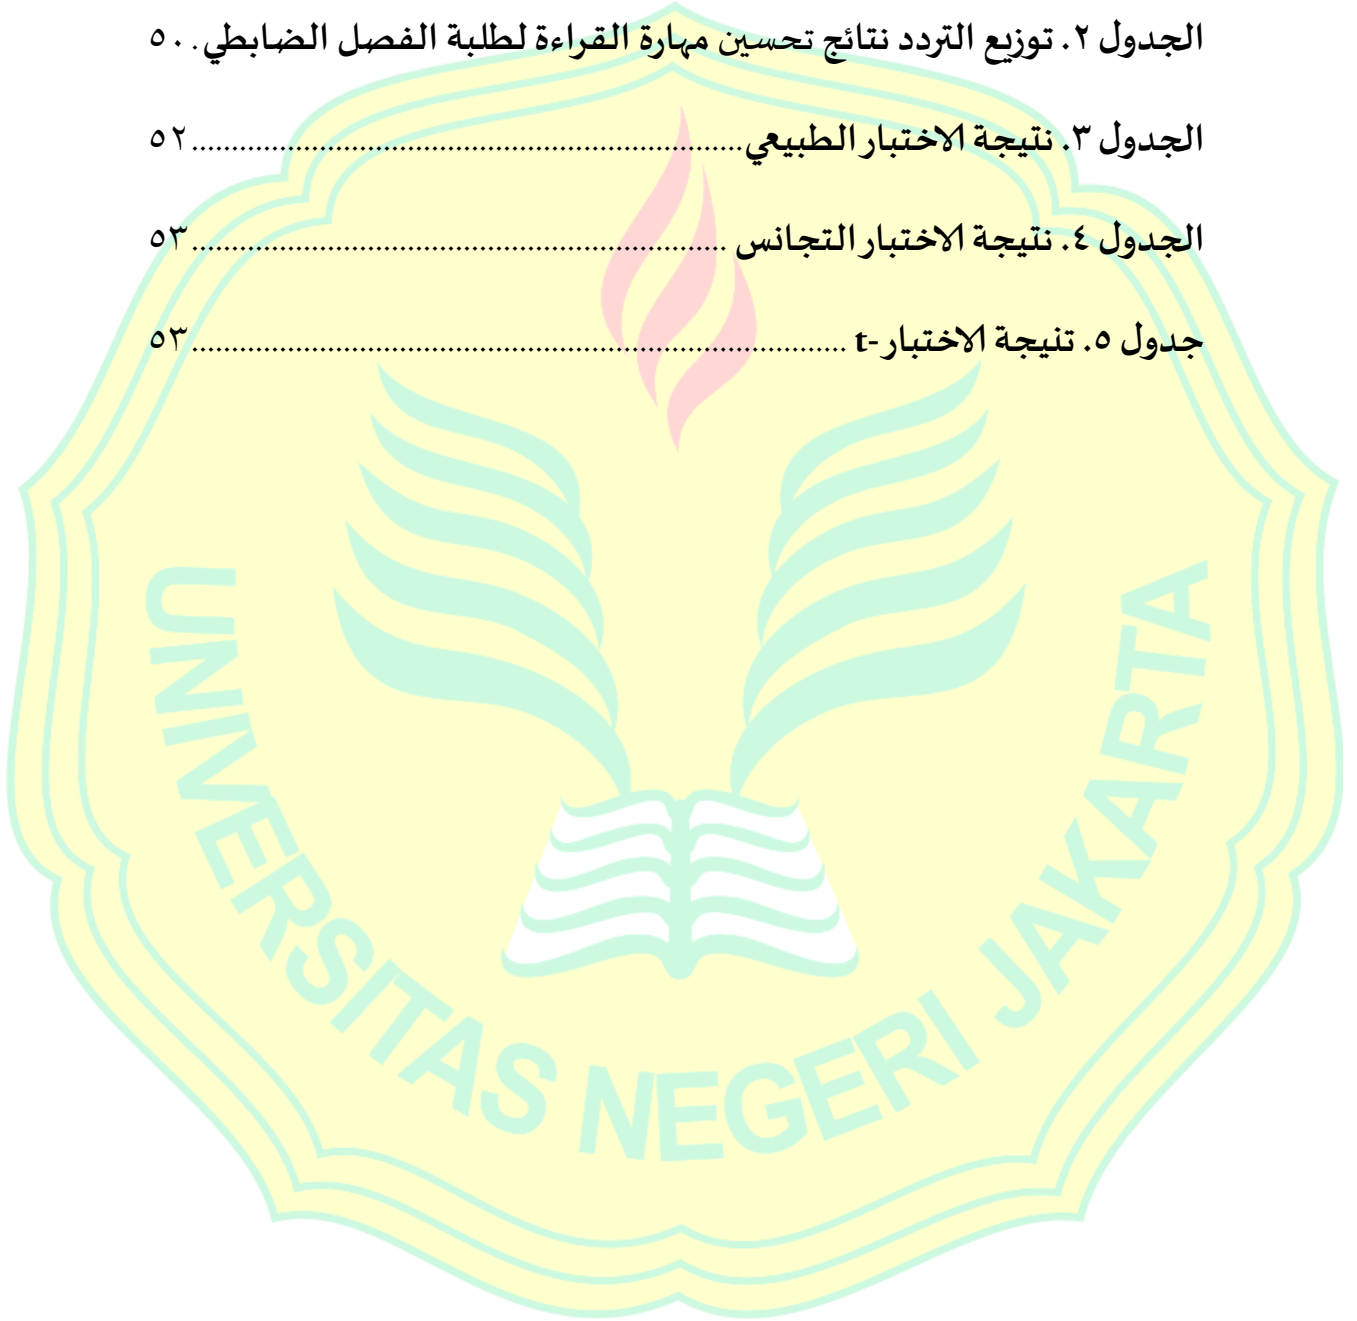 الجدول ٢. توزيع التردد نتائج تحسين مهارة القراءة لطلبة الفصل الضابطي. ٥٠
الجدول ٣. نتيجة الاختبار الطبيعي.....................................................................٥٢
الجدول ٤. نتيجة الاختبار التجانس ...................................................................٥٣
جدول ٥. تنيجة الاختبار-t ..................................................................................٥٣
UNIVERSITAS NEGERI JAKARTA